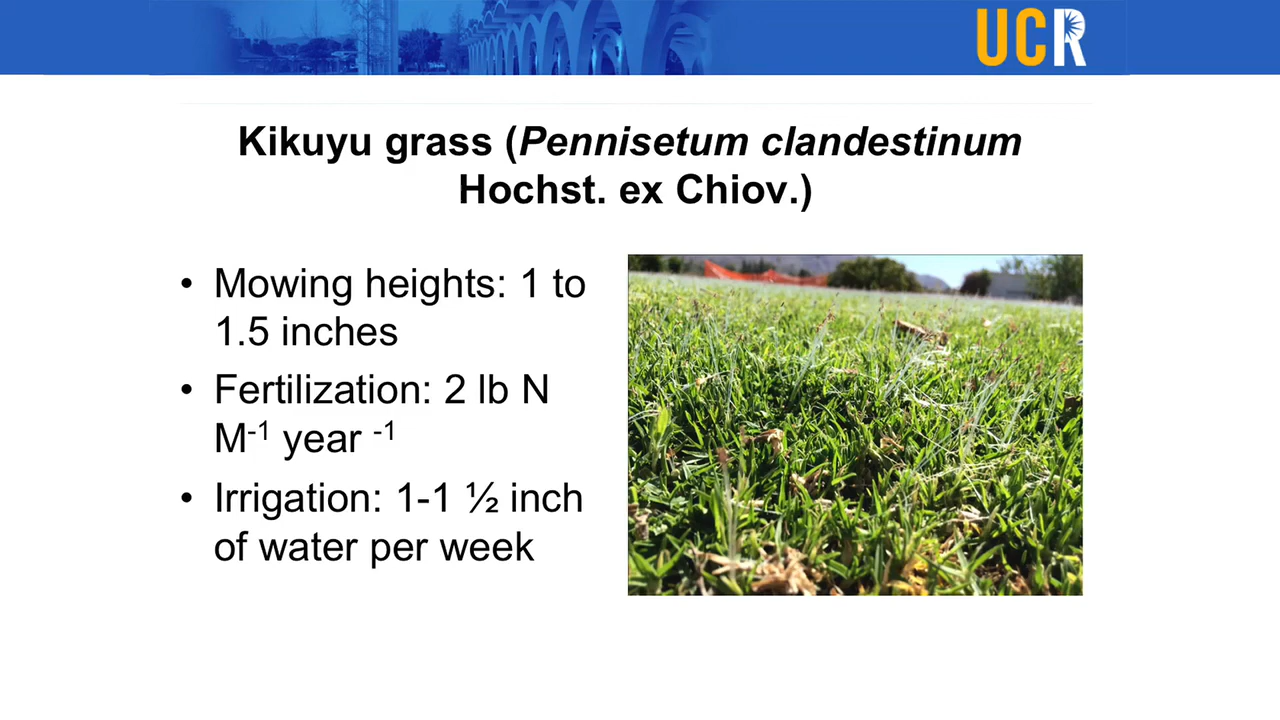 UCR
Kikuyu grass (Pennisetum clandestinum
Hochst. ex Chiov.)
• Mowing heights: 1 to
1.5 inches
• Fertilization: 2 lb N
M⁻¹ year ⁻¹
• Irrigation: 1-1 ½ inch
of water per week